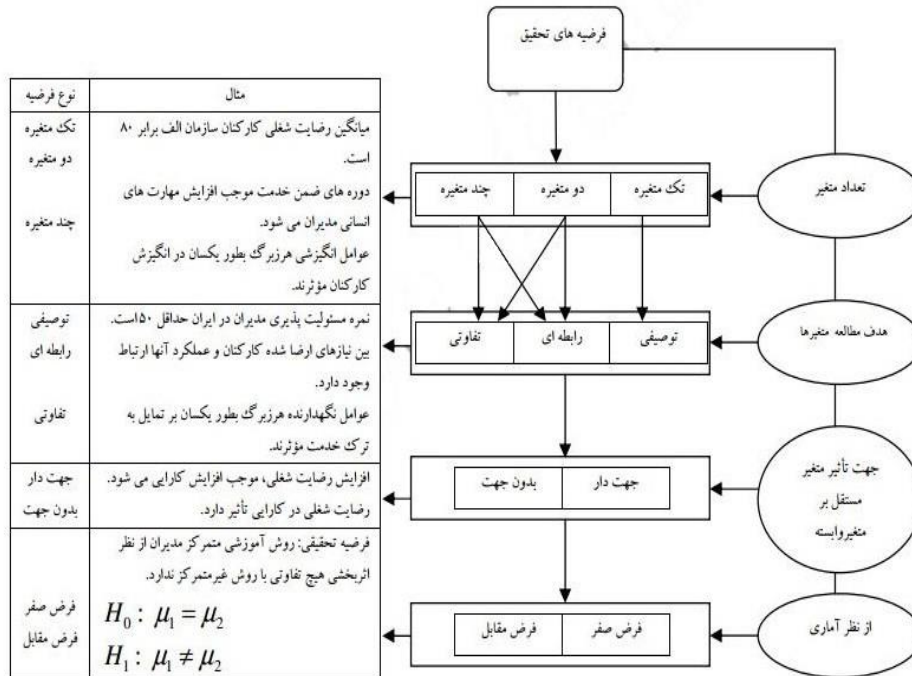 فرضیه های تحقیق
تعداد متغیر
تک متغیره
دو متغیره
چند متغیره
هدف مطالعه متغیرها
توصیفی
رابطه ای
تفاوتی
جهت تأثیر متغیر
مستقل بر
متغیروابسته
جهت دار
بدون جهت
از نظر آماری
فرض صفر
فرض مقابل
نوع فرضیه
مثال
تک متغیره
دو متغیره
چند متغیره
میانگین رضایت شغلی کارکنان سازمان الف برابر ۸۰
است.
دوره های ضمن خدمت موجب افزایش مهارت های
انسانی مدیران می شود.
عوامل انگیزشی هرزبرگ بطور یکسان در انگیزش
کارکنان مؤثرند.
توصیفی
رابطه ای
تفاوتی
نمره مسئولیت پذیری مدیران در ایران حداقل ۵۰است.
بین نیازهای ارضا شده کارکنان و عملکرد آنها ارتباط
وجود دارد.
عوامل نگهدارنده هرزبرگ بطور یکسان بر تمایل به
ترک خدمت مؤثرند.
جهت دار
بدون جهت
افزایش رضایت شغلی، موجب افزایش کارایی می شود.
رضایت شغلی در کارایی تأثیر دارد.
فرض صفر
فرض مقابل
فرضیه تحقیقی: روش آموزشی متمرکز مدیران از نظر
اثربخشی هیچ تفاوتی با روش غیرمتمرکز ندارد.
H₀ : μ₁ = μ₂
H₁ : μ₁ ≠ μ₂